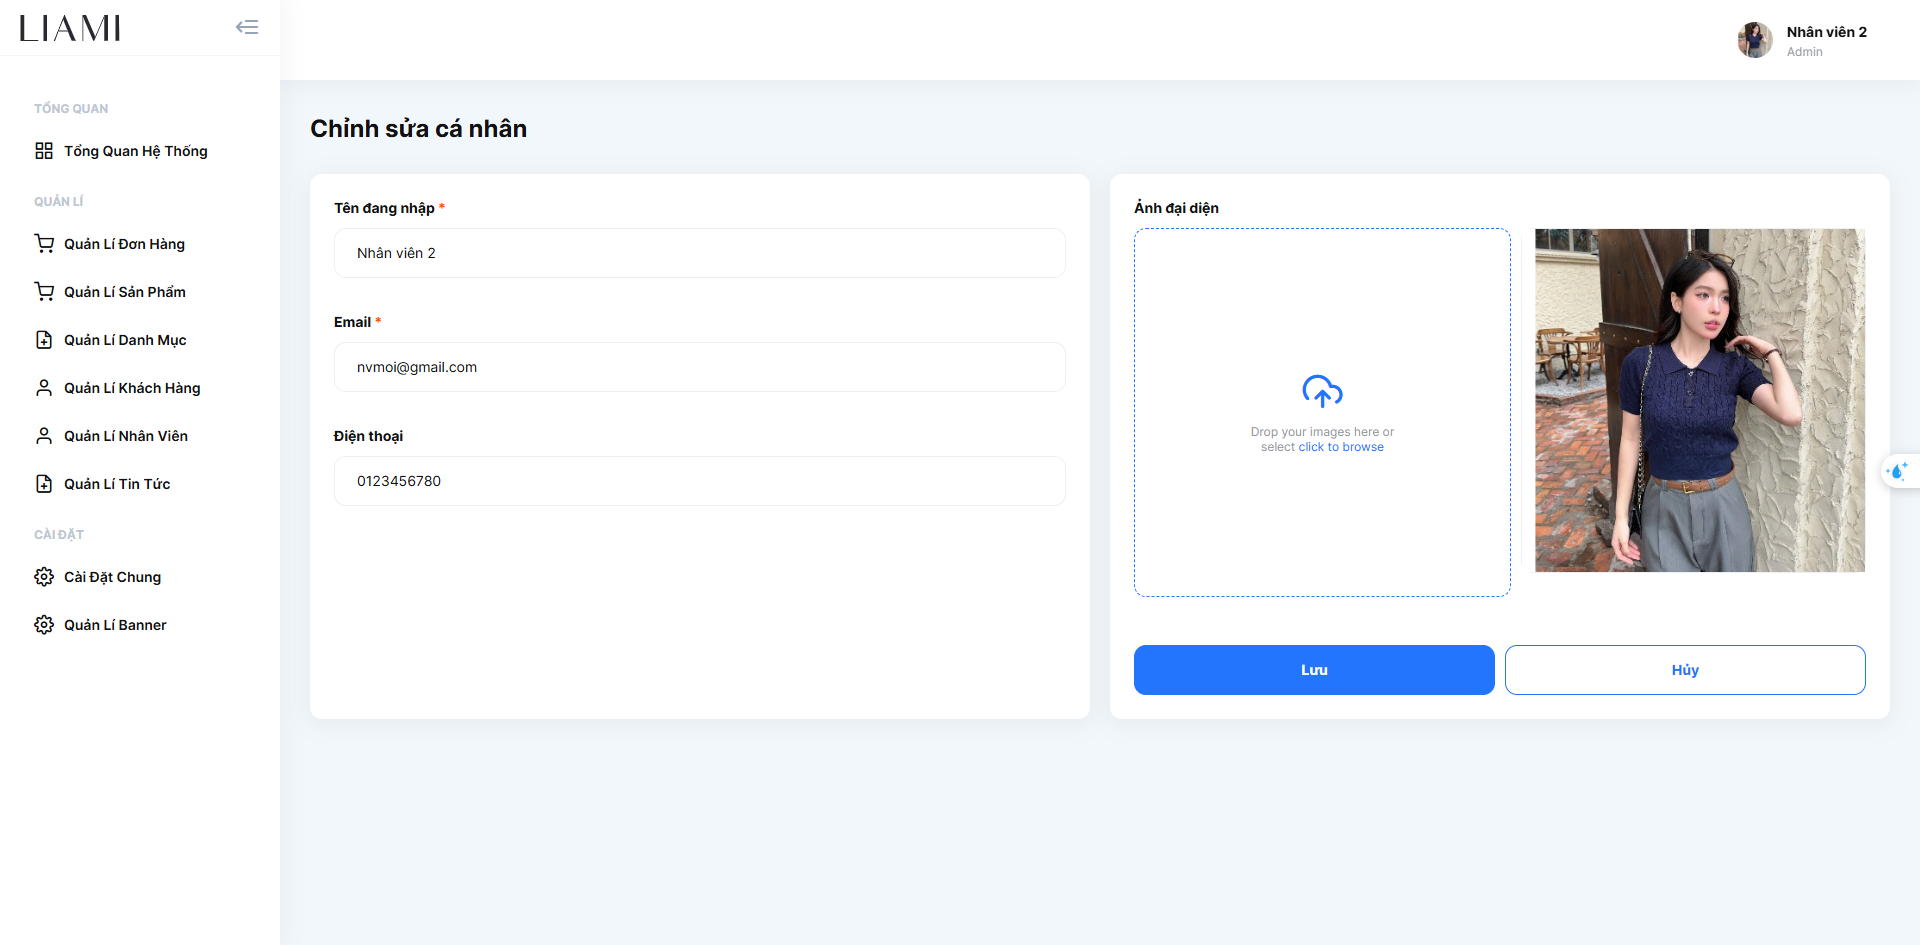 LIAMI
Nhân viên 2
Admin
TỔNG QUAN
Tổng Quan Hệ Thống
QUẢN LÍ
Quản Lí Đơn Hàng
Quản Lí Sản Phẩm
Quản Lí Danh Mục
Quản Lí Khách Hàng
Quản Lí Nhân Viên
Quản Lí Tin Tức
CÀI ĐẶT
Cài Đặt Chung
Quản Lí Banner
Chỉnh sửa cá nhân
Tên đang nhập *
Nhân viên 2
Email *
nvmoi@gmail.com
Điện thoại
0123456780
Ảnh đại diện
Drop your images here or
select click to browse
Lưu
Hủy